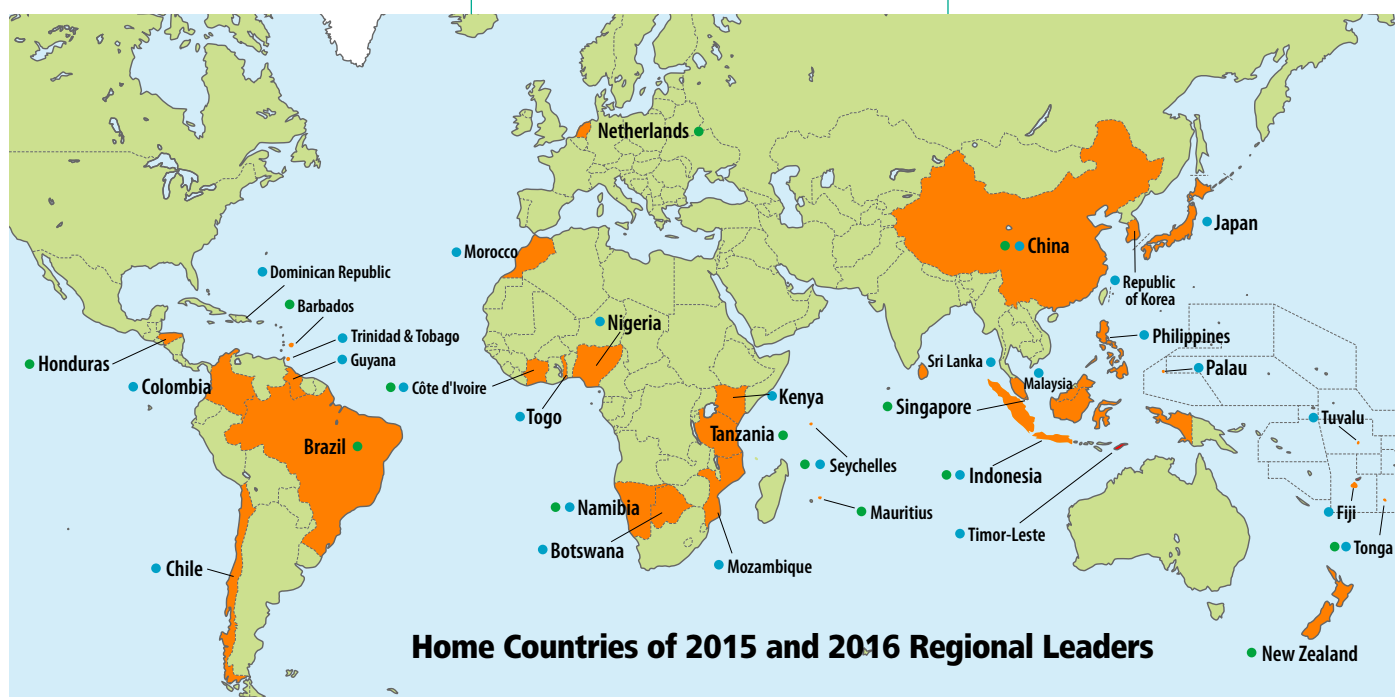 Netherlands
China
Japan
Morocco
Republic
of Korea
Dominican Republic
Barbados
Trinidad & Tobago
Nigeria
Philippines
Honduras
Guyana
Sri Lanka
Palau
Colombia
Côte d'Ivoire
Malaysia
Kenya
Singapore
Togo
Tuvalu
Brazil
Tanzania
Seychelles
Indonesia
Namibia
Mauritius
Fiji
Timor-Leste
Botswana
Tonga
Chile
Mozambique
Home Countries of 2015 and 2016 Regional Leaders
New Zealand